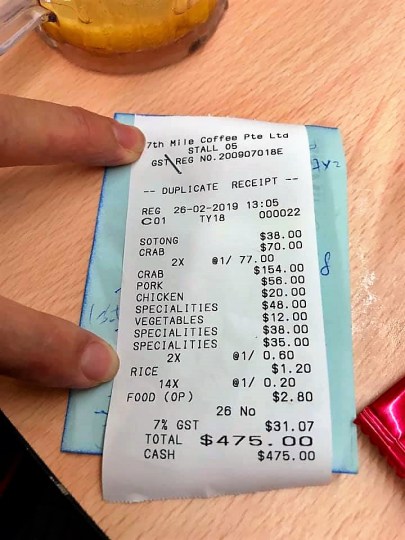 7th Mile Coffee Pte Ltd
STALL 05
GST REG NO.200907018E
-- DUPLICATE RECEIPT --
REG 26-02-2019 13:05
C01 TY18 000022
SOTONG $38.00
CRAB $70.00
2X @1/ 77.00
CRAB $154.00
PORK $56.00
CHICKEN $20.00
SPECIALITIES $48.00
VEGETABLES $12.00
SPECIALITIES $38.00
SPECIALITIES $35.00
2X @1/ 0.60
RICE $1.20
14X @1/ 0.20
FOOD (OP) $2.80
26 No
7% GST $31.07
TOTAL $475.00
CASH $475.00